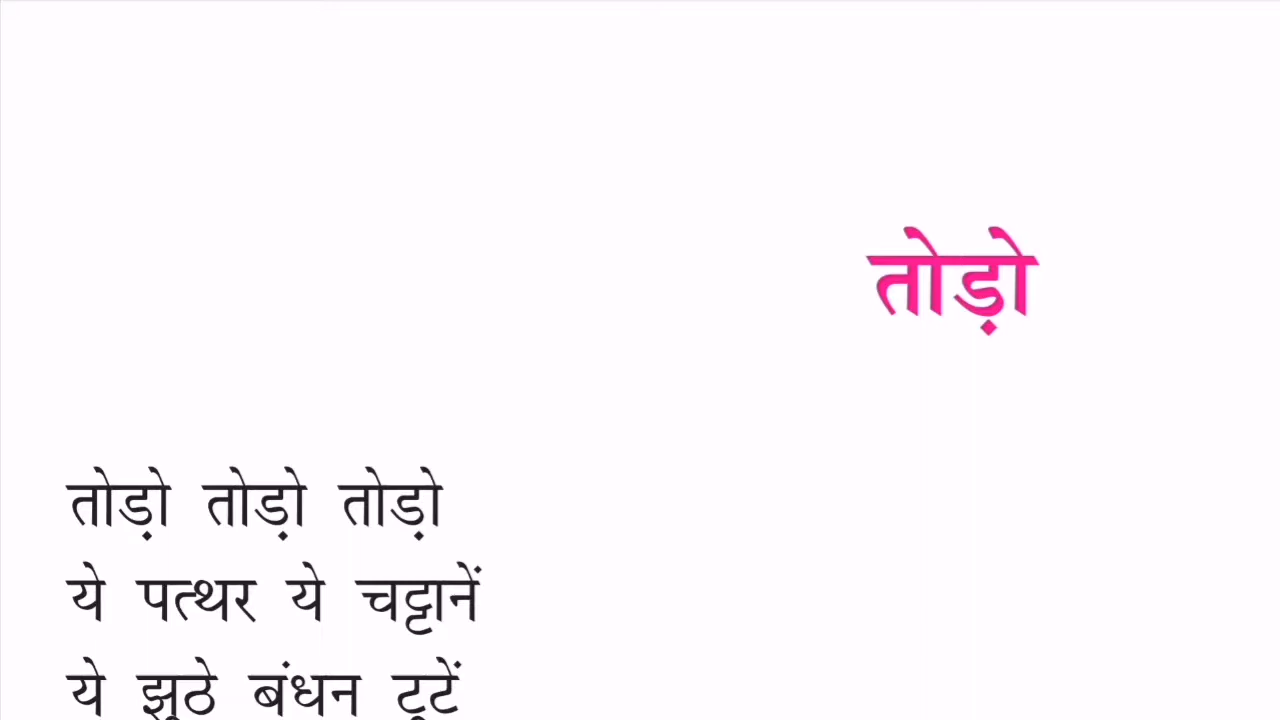 तोड़ो
तोड़ो तोड़ो तोड़ो
ये पत्थर ये चट्टानें
ये झूठे बंधन टूटें